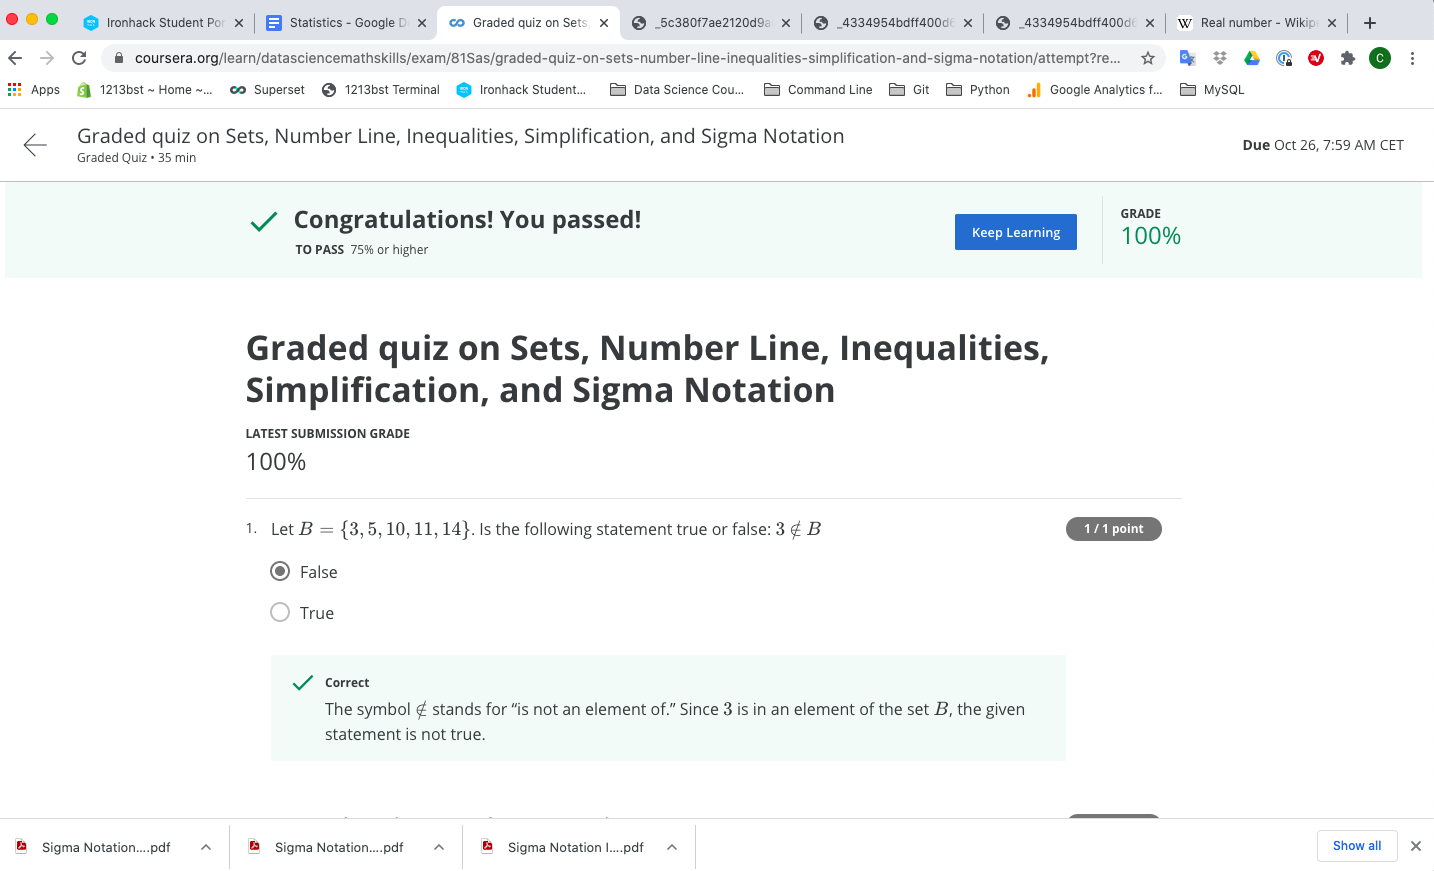 Ironhack Student Por
Statistics - Google D
Graded quiz on Sets,
_5c380f7ae2120d9a
_4334954bdff400d6
_4334954bdff400d6
Real number - Wikip
coursera.org/learn/datasciencemathskills/exam/81Sas/graded-quiz-on-sets-number-line-inequalities-simplification-and-sigma-notation/attempt?re...
C
Apps
1213bst ~ Home ~...
Superset
1213bst Terminal
Ironhack Student...
Data Science Cou...
Command Line
Git
Python
Google Analytics f...
MySQL
Graded quiz on Sets, Number Line, Inequalities, Simplification, and Sigma Notation
Graded Quiz • 35 min
Due Oct 26, 7:59 AM CET
Congratulations! You passed!
TO PASS 75% or higher
Keep Learning
GRADE
100%
Graded quiz on Sets, Number Line, Inequalities,
Simplification, and Sigma Notation
LATEST SUBMISSION GRADE
100%
1. Let B = {3, 5, 10, 11, 14}. Is the following statement true or false: 3 ∉ B
1 / 1 point
False
True
Correct
The symbol ∉ stands for “is not an element of.” Since 3 is in an element of the set B, the given
statement is not true.
Sigma Notation....pdf
Sigma Notation....pdf
Sigma Notation I....pdf
Show all